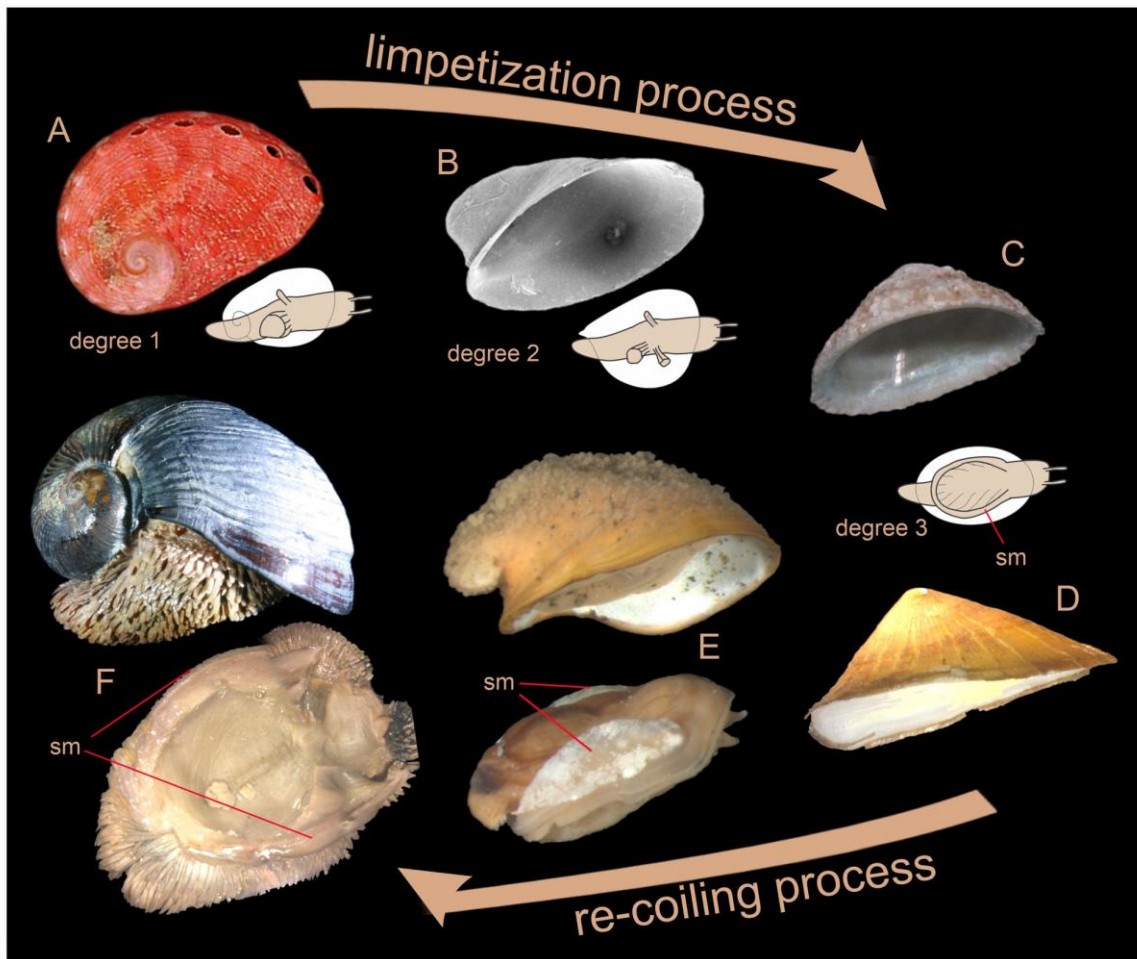 limpetization process
A
B
C
degree 1
degree 2
degree 3
sm
D
E
F
sm
sm
re-coiling process